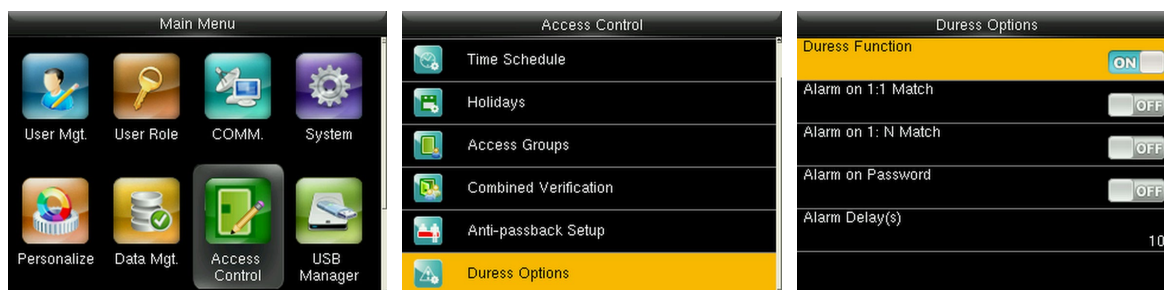 Main Menu
User Mgt.
User Role
COMM.
System
Personalize
Data Mgt.
Access
Control
USB
Manager
Access Control
Time Schedule
Holidays
Access Groups
Combined Verification
Anti-passback Setup
Duress Options
Duress Options
Duress Function
ON
Alarm on 1:1 Match
OFF
Alarm on 1: N Match
OFF
Alarm on Password
OFF
Alarm Delay(s)
10